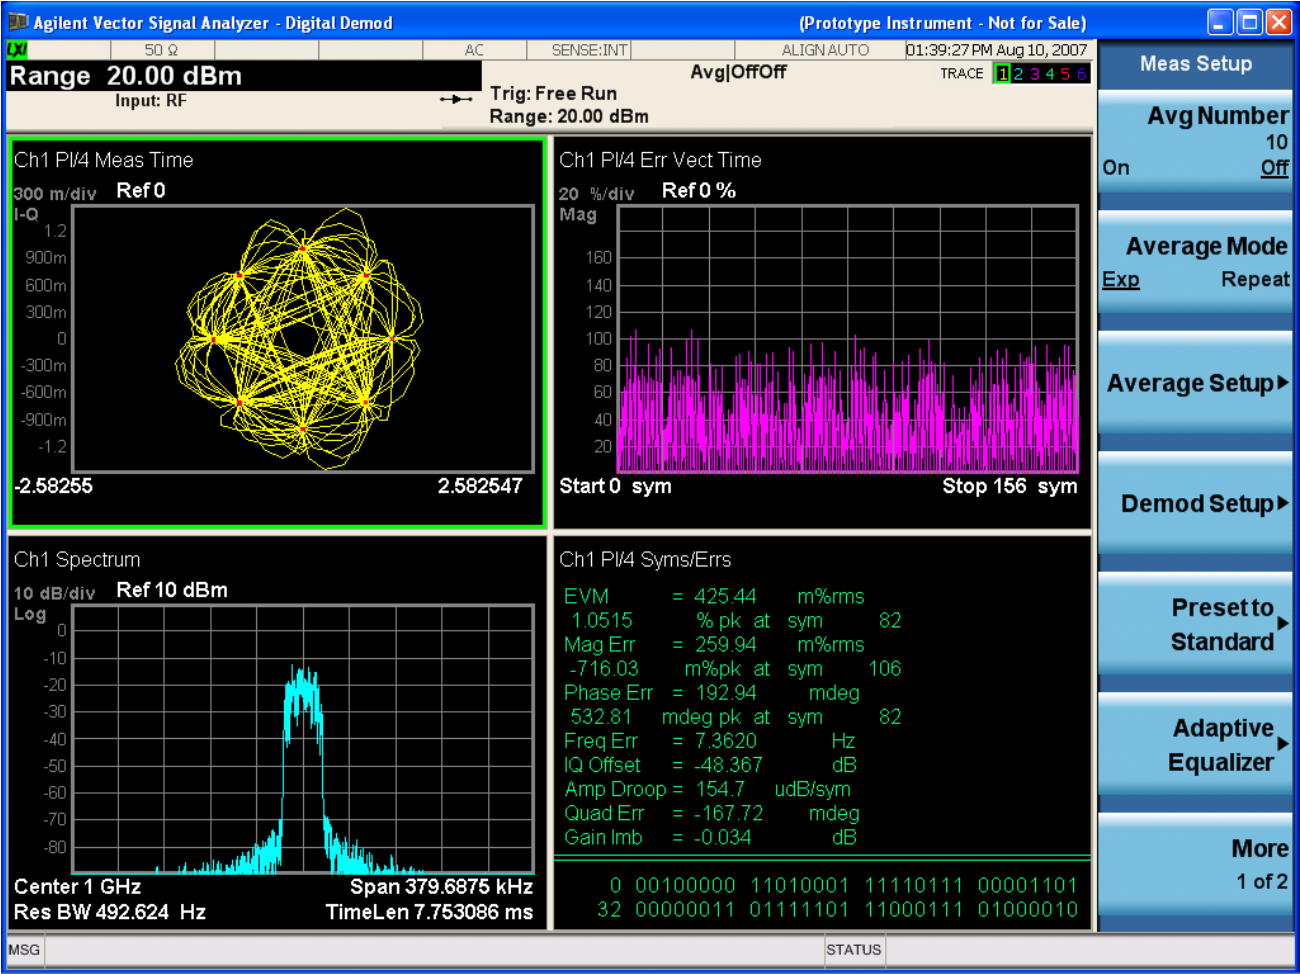 Agilent Vector Signal Analyzer - Digital Demod (Prototype Instrument - Not for Sale)
LXI 50 Ω AC SENSE:INT ALIGN AUTO 01:39:27 PM Aug 10, 2007
Range 20.00 dBm
Input: RF
Trig: Free Run
Range: 20.00 dBm
Avg|OffOff
TRACE 1 2 3 4 5 6
Ch1 PI/4 Meas Time
300 m/div Ref 0
I-Q
1.2
900m
600m
300m
0
-300m
-600m
-900m
-1.2
-2.58255 2.582547
Ch1 PI/4 Err Vect Time
20 %/div Ref 0 %
Mag
160
140
120
100
80
60
40
20
Start 0 sym Stop 156 sym
Ch1 Spectrum
10 dB/div Ref 10 dBm
Log
0
-10
-20
-30
-40
-50
-60
-70
-80
Center 1 GHz Span 379.6875 kHz
Res BW 492.624 Hz TimeLen 7.753086 ms
Ch1 PI/4 Syms/Errs
EVM = 425.44 m%rms
1.0515 % pk at sym 82
Mag Err = 259.94 m%rms
-716.03 m%pk at sym 106
Phase Err = 192.94 mdeg
532.81 mdeg pk at sym 82
Freq Err = 7.3620 Hz
IQ Offset = -48.367 dB
Amp Droop = 154.7 udB/sym
Quad Err = -167.72 mdeg
Gain Imb = -0.034 dB
0 00100000 11010001 11110111 00001101
32 00000011 01111101 11000111 01000010
Meas Setup
Avg Number
10
On Off
Average Mode
Exp Repeat
Average Setup
Demod Setup
Preset to
Standard
Adaptive
Equalizer
More
1 of 2
MSG STATUS